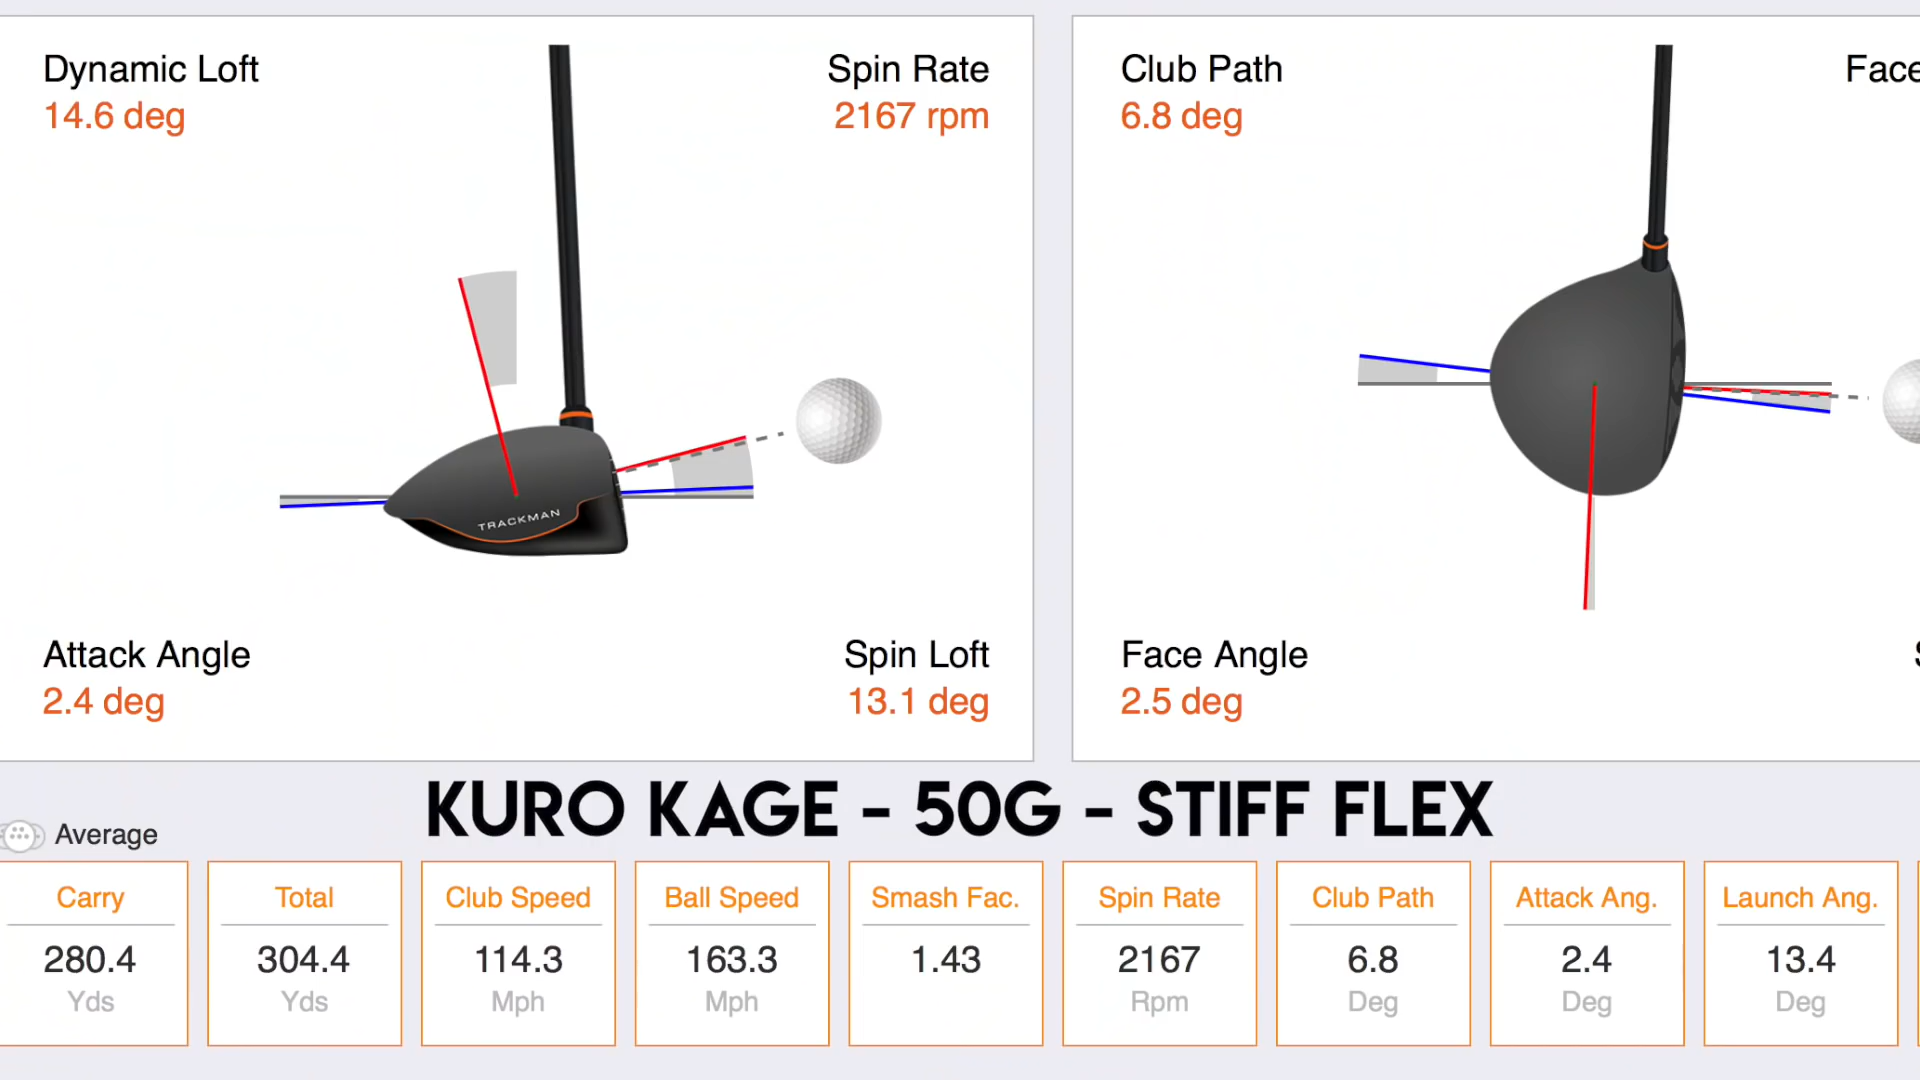 Dynamic Loft
14.6 deg
Spin Rate
2167 rpm
TRACKMAN
Attack Angle
2.4 deg
Spin Loft
13.1 deg
Club Path
6.8 deg
Face
Face Angle
2.5 deg
KURO KAGE - 50G - STIFF FLEX
Average
Carry
280.4
Yds
Total
304.4
Yds
Club Speed
114.3
Mph
Ball Speed
163.3
Mph
Smash Fac.
1.43
Spin Rate
2167
Rpm
Club Path
6.8
Deg
Attack Ang.
2.4
Deg
Launch Ang.
13.4
Deg